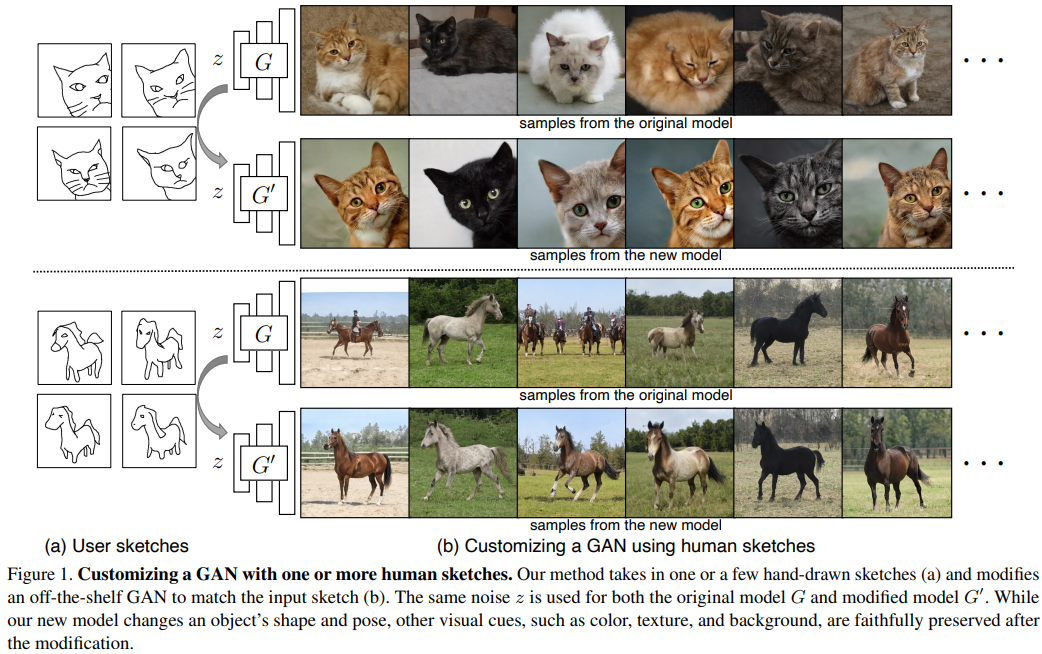 z
G
• • •
samples from the original model
z
G′
• • •
samples from the new model
z
G
• • •
samples from the original model
z
G′
• • •
samples from the new model
(a) User sketches
(b) Customizing a GAN using human sketches
Figure 1. Customizing a GAN with one or more human sketches. Our method takes in one or a few hand-drawn sketches (a) and modifies
an off-the-shelf GAN to match the input sketch (b). The same noise z is used for both the original model G and modified model G′. While
our new model changes an object's shape and pose, other visual cues, such as color, texture, and background, are faithfully preserved after
the modification.